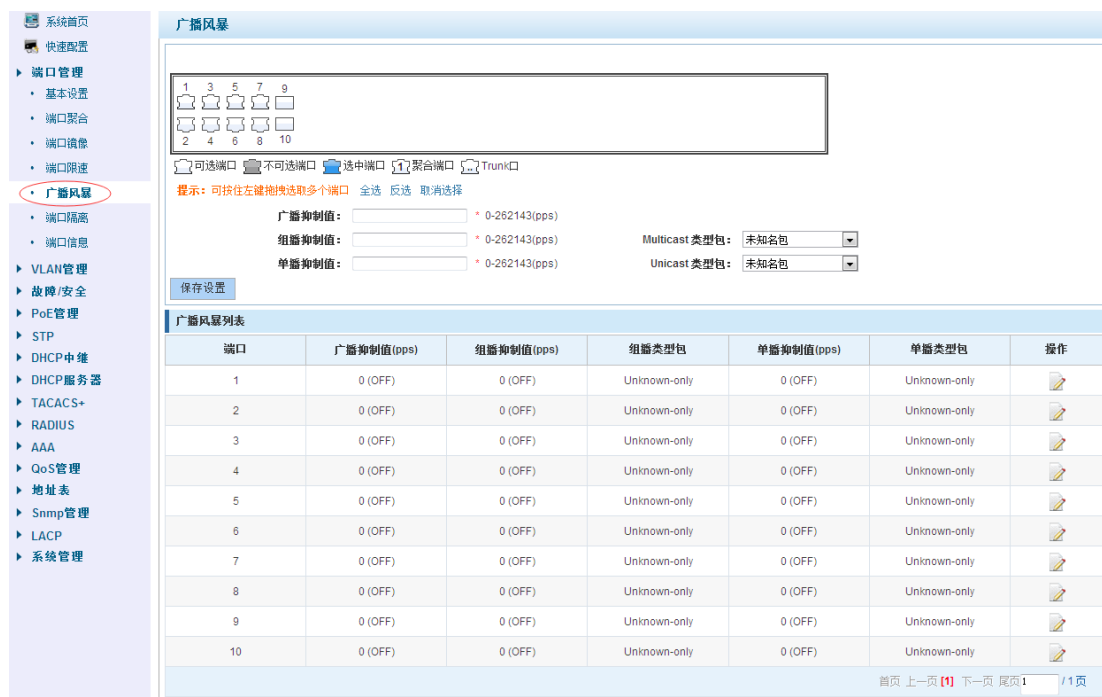 系统首页
快速配置
端口管理
基本设置
端口聚合
端口镜像
端口限速
广播风暴
端口隔离
端口信息
VLAN管理
故障/安全
PoE管理
STP
DHCP中继
DHCP服务器
TACACS+
RADIUS
AAA
QoS管理
地址表
Snmp管理
LACP
系统管理
广播风暴
1 3 5 7 9
2 4 6 8 10
可选端口 不可选端口 选中端口 1 聚合端口 Trunk口
提示：可按住左键拖拽选取多个端口 全选 反选 取消选择
广播抑制值： * 0-262143(pps)
组播抑制值： * 0-262143(pps) Multicast 类型包： 未知名包
单播抑制值： * 0-262143(pps) Unicast 类型包： 未知名包
保存设置
广播风暴列表
端口 广播抑制值(pps) 组播抑制值(pps) 组播类型包 单播抑制值(pps) 单播类型包 操作
1 0 (OFF) 0 (OFF) Unknown-only 0 (OFF) Unknown-only
2 0 (OFF) 0 (OFF) Unknown-only 0 (OFF) Unknown-only
3 0 (OFF) 0 (OFF) Unknown-only 0 (OFF) Unknown-only
4 0 (OFF) 0 (OFF) Unknown-only 0 (OFF) Unknown-only
5 0 (OFF) 0 (OFF) Unknown-only 0 (OFF) Unknown-only
6 0 (OFF) 0 (OFF) Unknown-only 0 (OFF) Unknown-only
7 0 (OFF) 0 (OFF) Unknown-only 0 (OFF) Unknown-only
8 0 (OFF) 0 (OFF) Unknown-only 0 (OFF) Unknown-only
9 0 (OFF) 0 (OFF) Unknown-only 0 (OFF) Unknown-only
10 0 (OFF) 0 (OFF) Unknown-only 0 (OFF) Unknown-only
首页 上一页 [1] 下一页 尾页 1 / 1 页